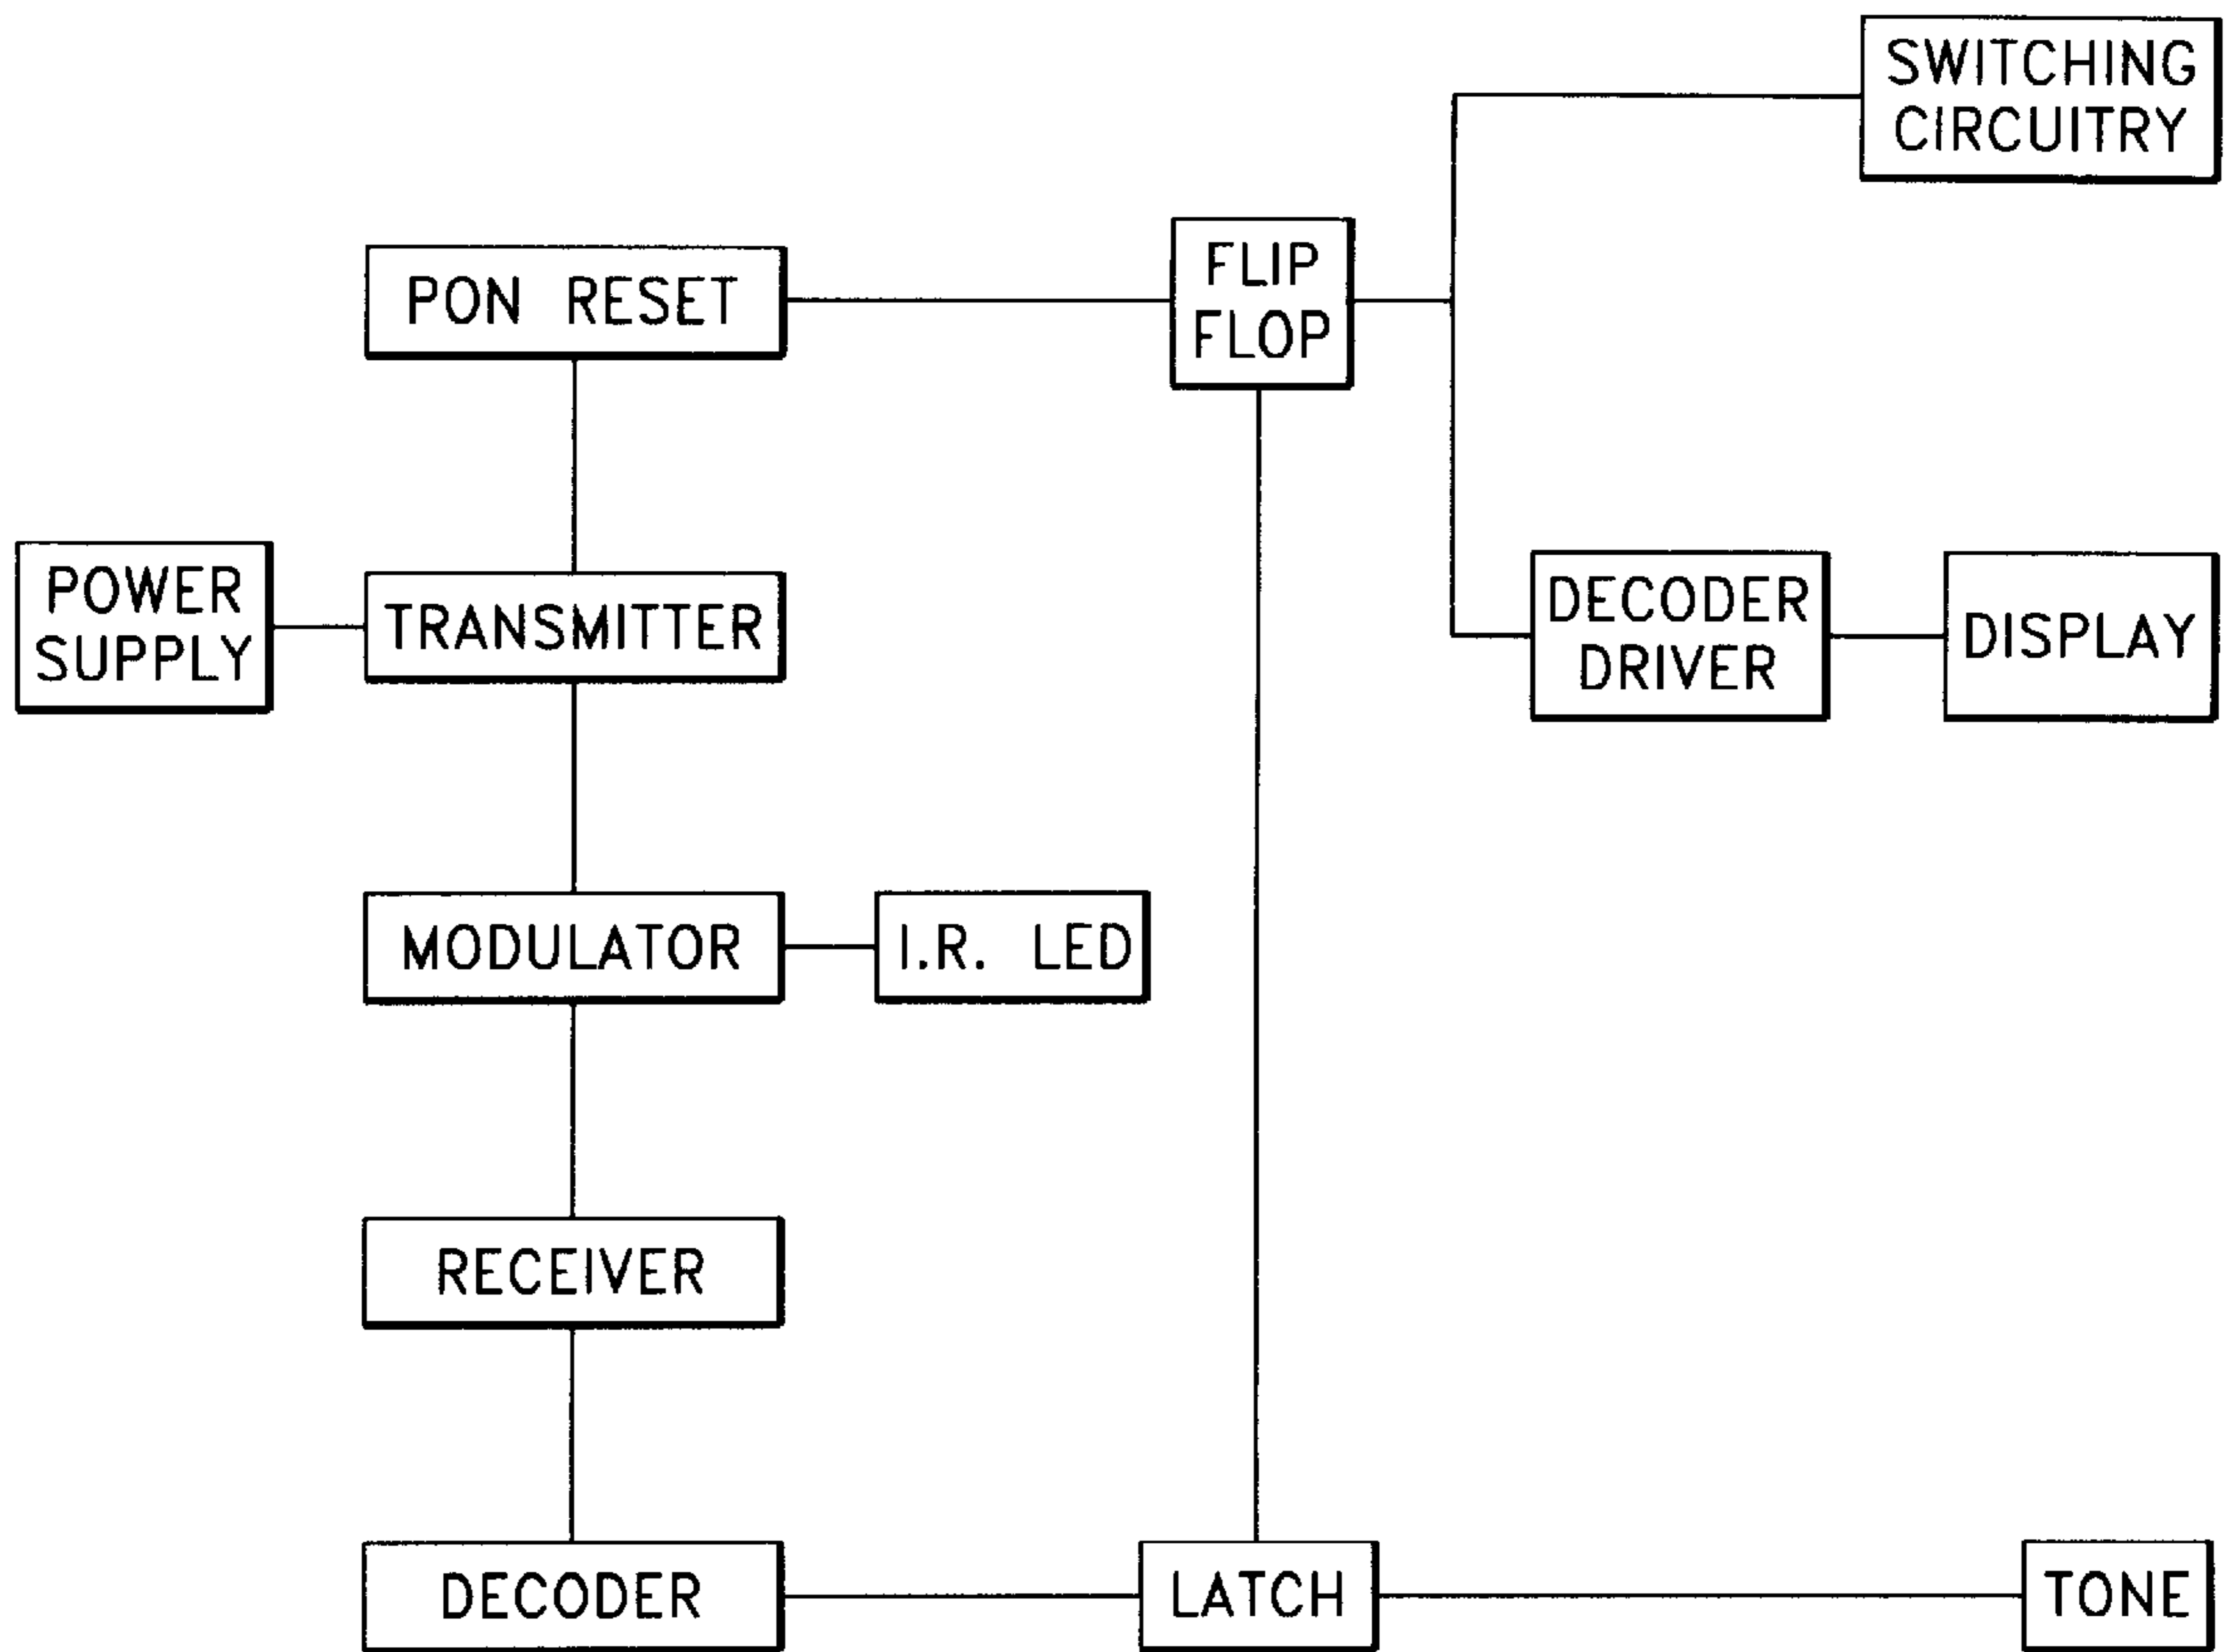 SWITCHING
CIRCUITRY
PON RESET
FLIP
FLOP
POWER
SUPPLY
TRANSMITTER
DECODER
DRIVER
DISPLAY
MODULATOR
I.R. LED
RECEIVER
DECODER
LATCH
TONE